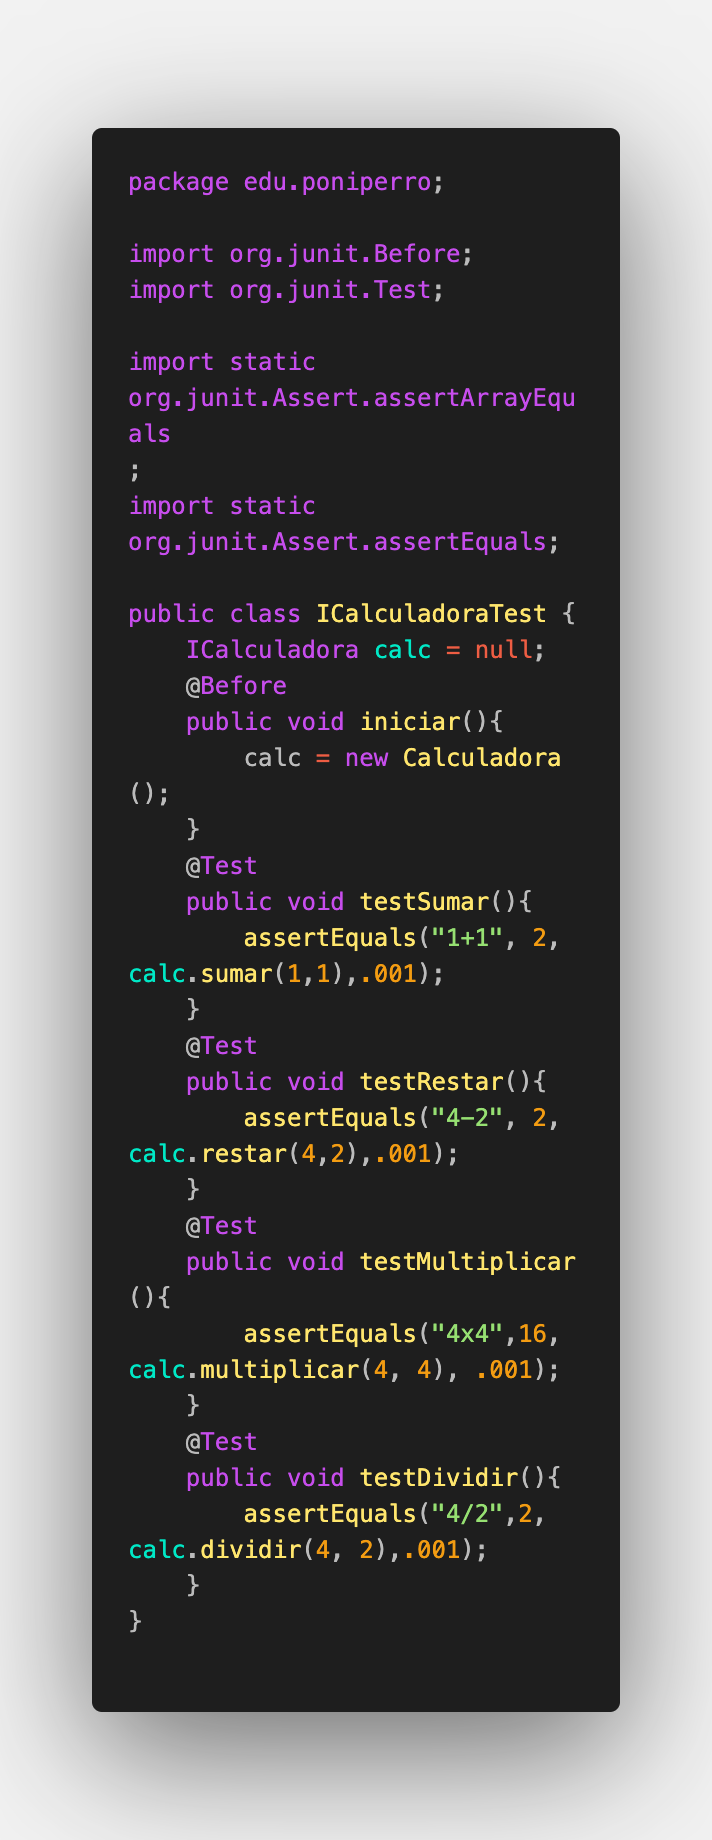 package edu.poniperro;

import org.junit.Before;
import org.junit.Test;

import static
org.junit.Assert.assertArrayEqu
als
;
import static
org.junit.Assert.assertEquals;

public class ICalculadoraTest {
    ICalculadora calc = null;
    @Before
    public void iniciar(){
        calc = new Calculadora
();
    }
    @Test
    public void testSumar(){
        assertEquals("1+1", 2,
calc.sumar(1,1),.001);
    }
    @Test
    public void testRestar(){
        assertEquals("4-2", 2,
calc.restar(4,2),.001);
    }
    @Test
    public void testMultiplicar
(){
        assertEquals("4x4",16,
calc.multiplicar(4, 4), .001);
    }
    @Test
    public void testDividir(){
        assertEquals("4/2",2,
calc.dividir(4, 2),.001);
    }
}